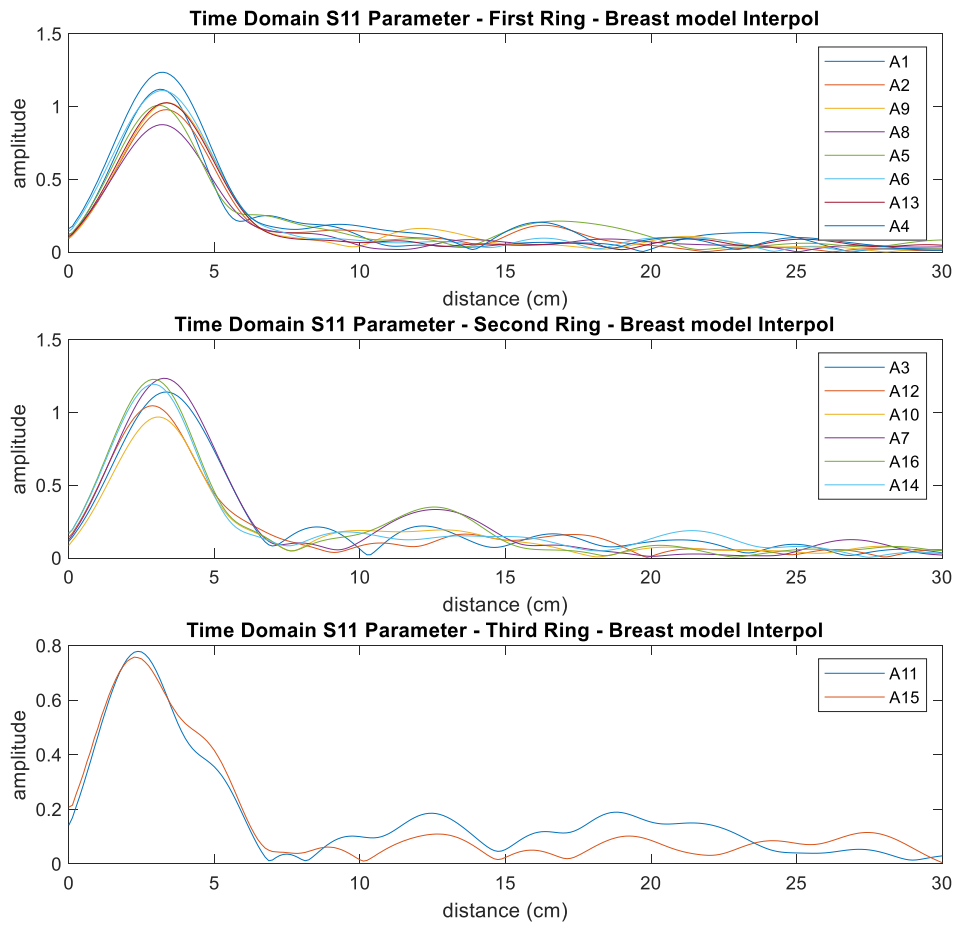 Time Domain S11 Parameter - First Ring - Breast model Interpol
1.5
1
0.5
0
amplitude
0 5 10 15 20 25 30
distance (cm)
A1
A2
A9
A8
A5
A6
A13
A4
Time Domain S11 Parameter - Second Ring - Breast model Interpol
1.5
1
0.5
0
amplitude
0 5 10 15 20 25 30
distance (cm)
A3
A12
A10
A7
A16
A14
Time Domain S11 Parameter - Third Ring - Breast model Interpol
0.8
0.6
0.4
0.2
0
amplitude
0 5 10 15 20 25 30
distance (cm)
A11
A15